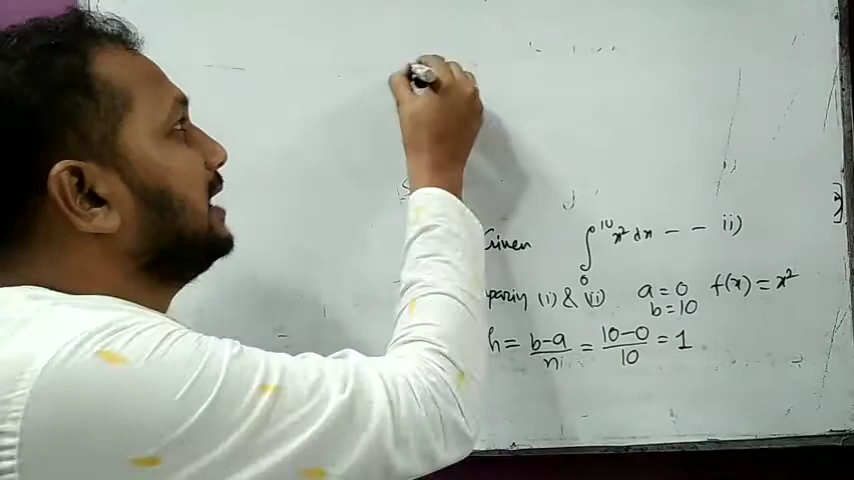 Given ∫₀¹⁰ x² dx - - - ii)
paring (i) & (ii) a = 0 f(x) = x²
b = 10
h = b-a/n = 10-0/10 = 1